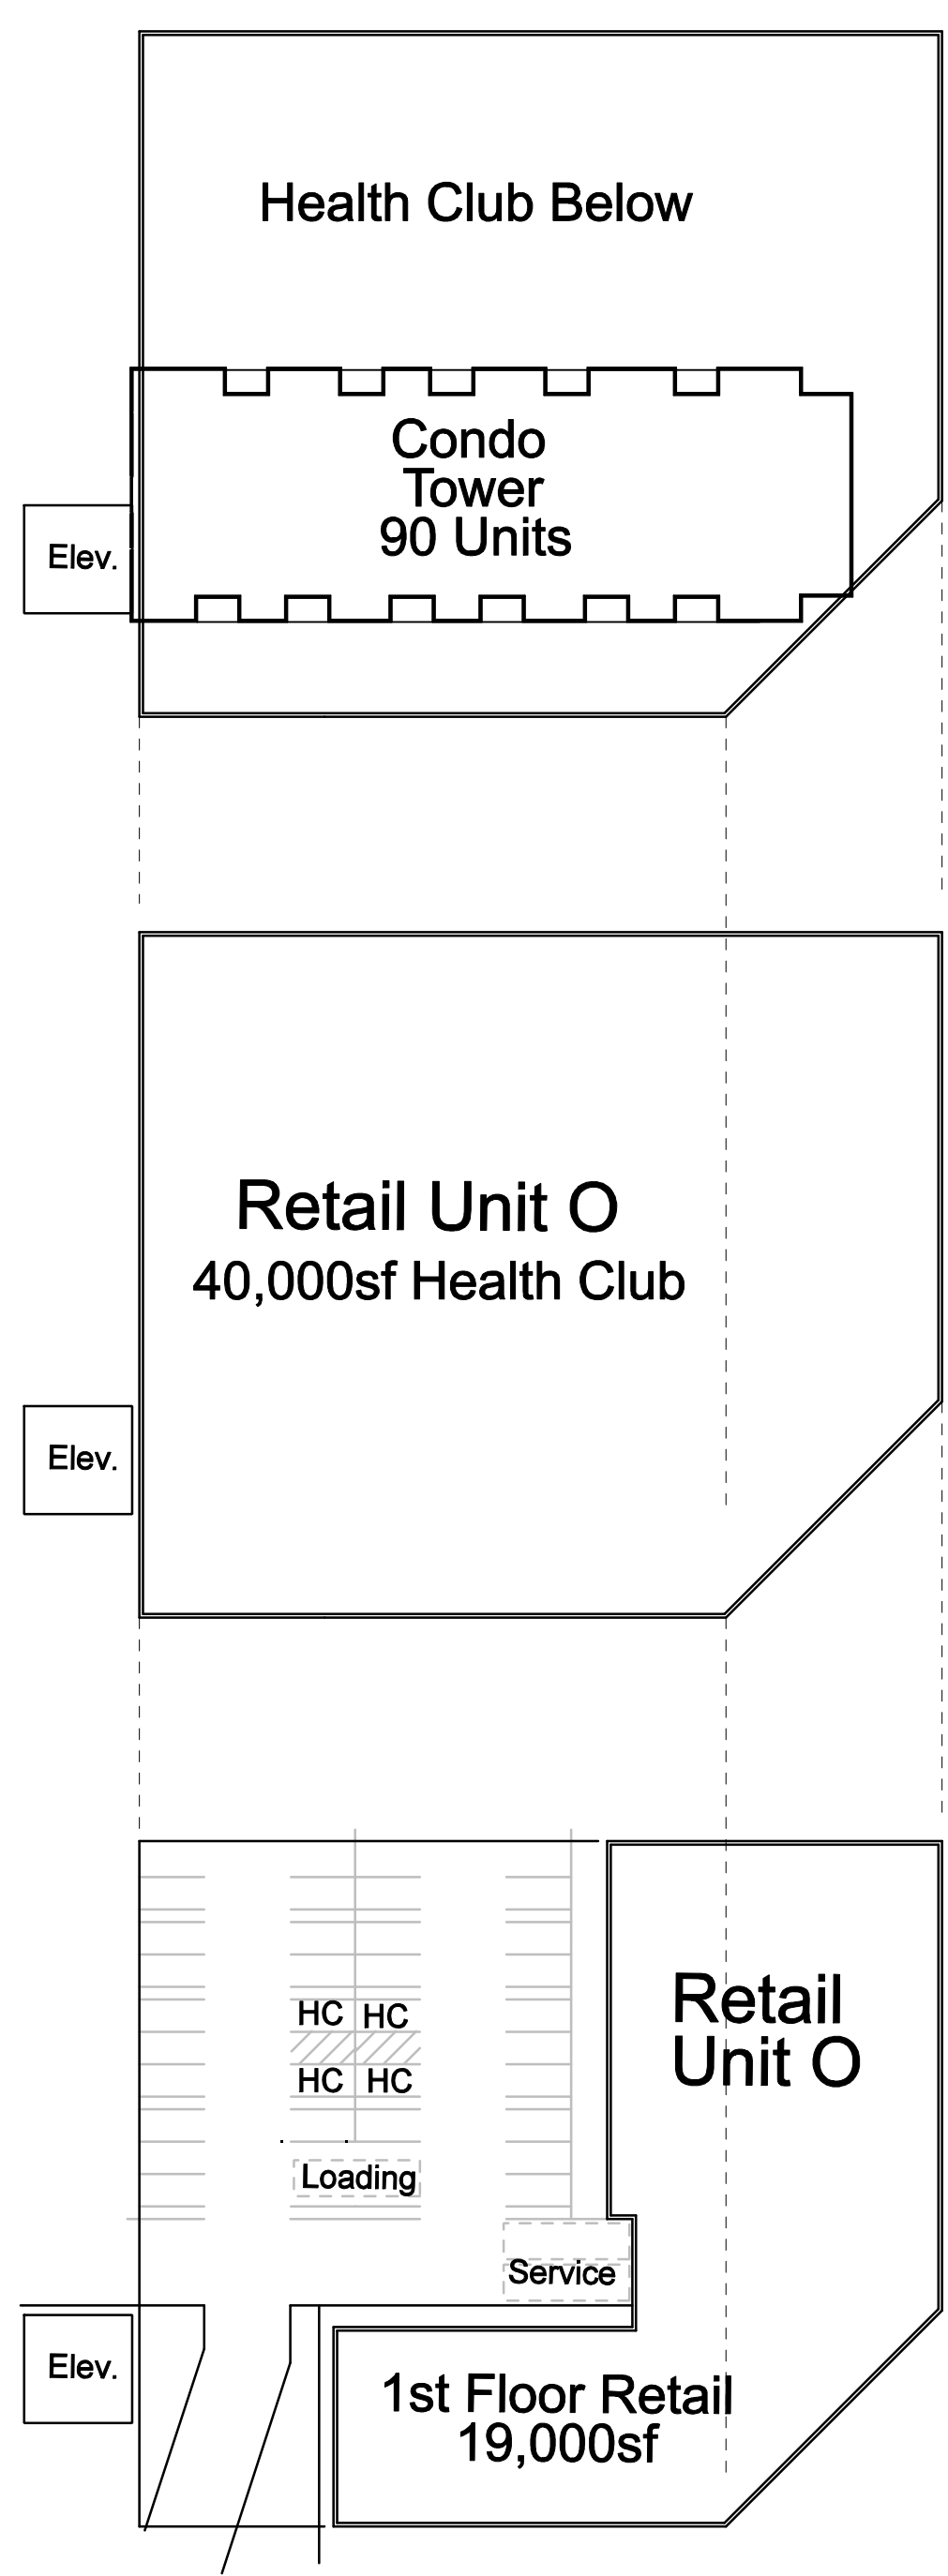 Health Club Below
Condo
Tower
90 Units
Elev.
Retail Unit O
40,000sf Health Club
Elev.
Retail
Unit O
HC HC
HC HC
Loading
Service
Elev.
1st Floor Retail
19,000sf